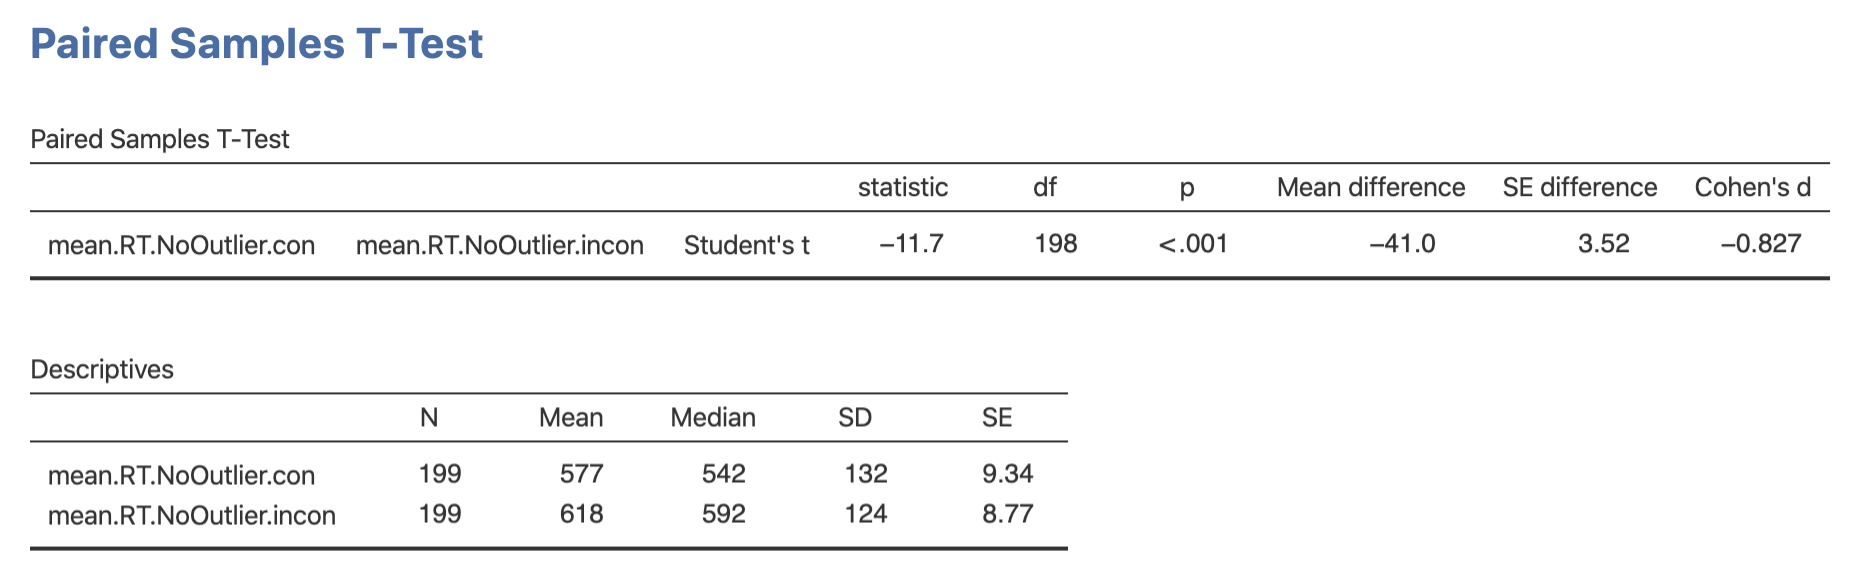 Paired Samples T-Test
Paired Samples T-Test
statistic df p Mean difference SE difference Cohen's d
mean.RT.NoOutlier.con mean.RT.NoOutlier.incon Student's t −11.7 198 <.001 −41.0 3.52 −0.827
Descriptives
N Mean Median SD SE
mean.RT.NoOutlier.con 199 577 542 132 9.34
mean.RT.NoOutlier.incon 199 618 592 124 8.77